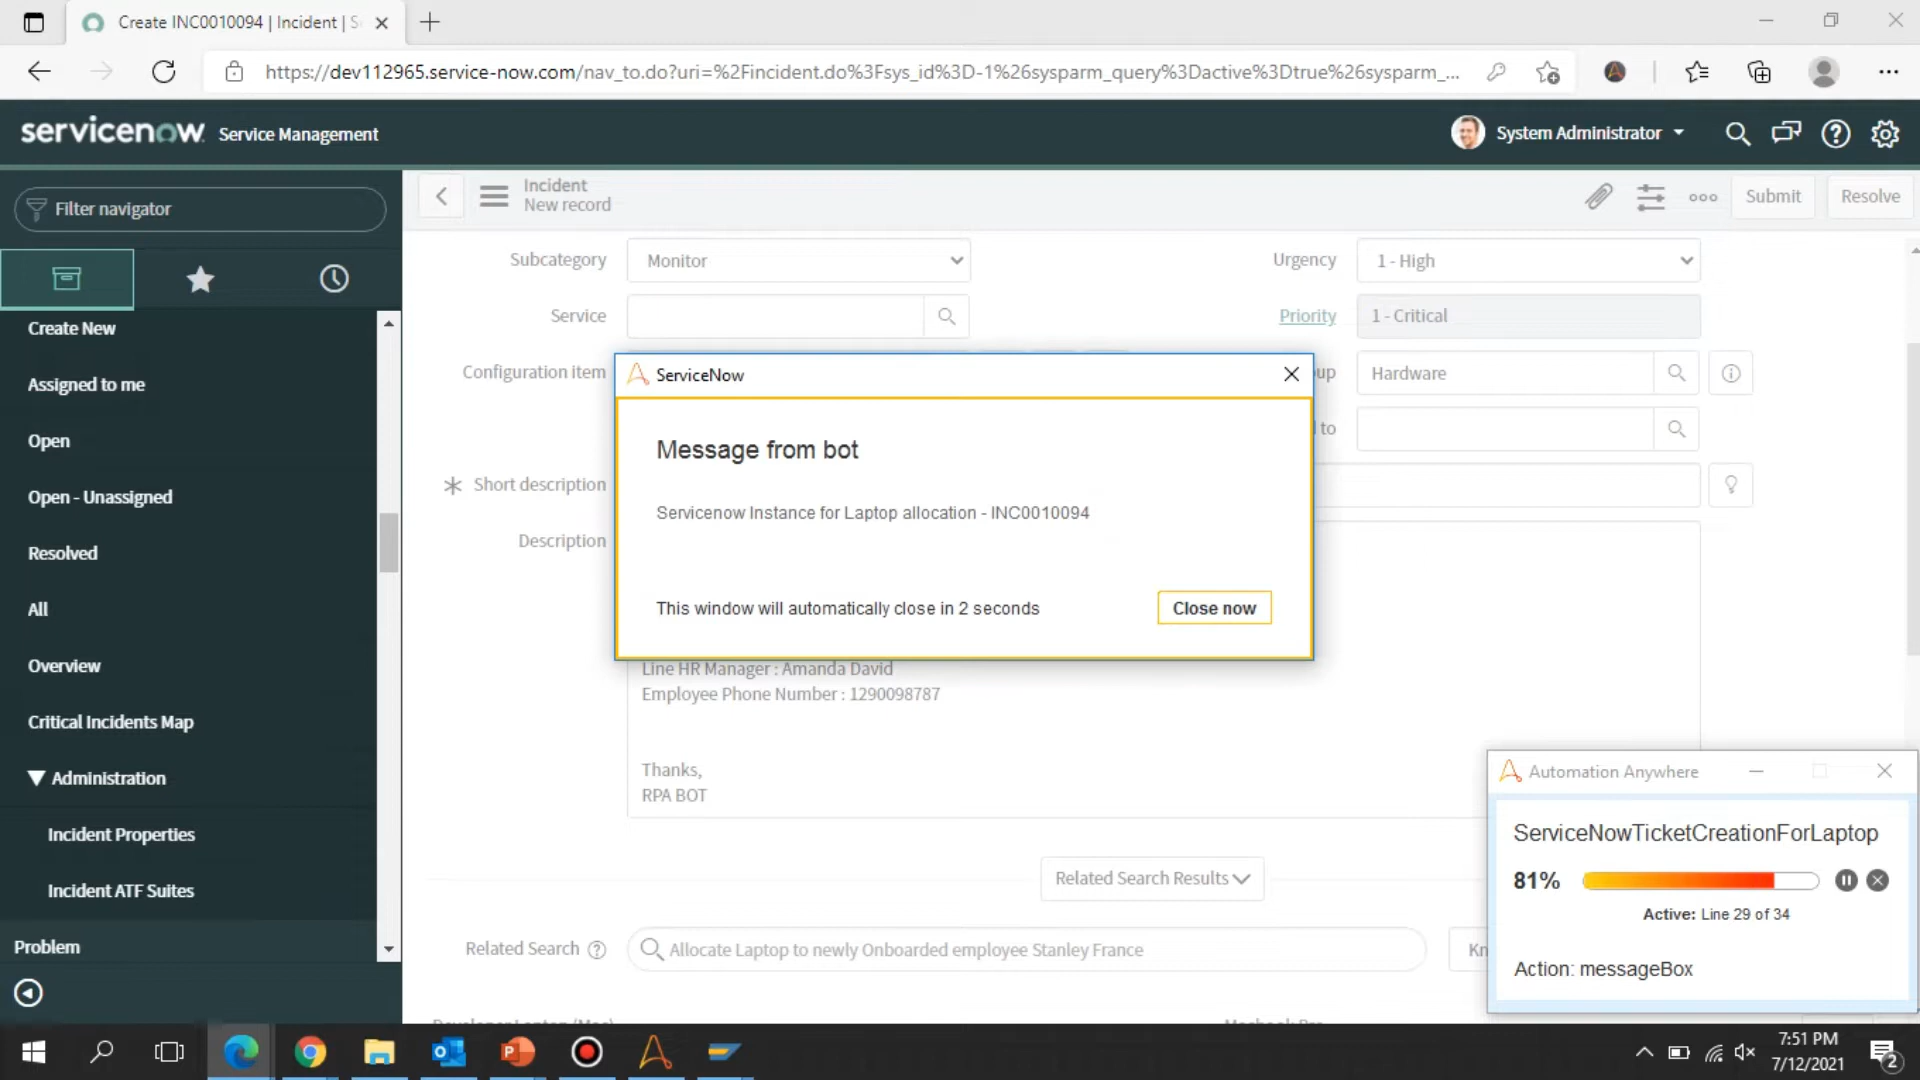 Create INC0010094 | Incident | S
https://dev112965.service-now.com/nav_to.do?uri=%2Fincident.do%3Fsys_id%3D-1%26sysparm_query%3Dactive%3Dtrue%26sysparm_...
servicenow Service Management
System Administrator
Filter navigator
Incident
New record
Submit
Resolve
Create New
Assigned to me
Open
Open - Unassigned
Resolved
All
Overview
Critical Incidents Map
Administration
Incident Properties
Incident ATF Suites
Problem
Subcategory
Monitor
Urgency
1 - High
Service
Priority
1 - Critical
Configuration item
up
Hardware
to
Short description
Description
ServiceNow
Message from bot
Servicenow Instance for Laptop allocation - INC0010094
This window will automatically close in 2 seconds
Close now
Line HR Manager : Amanda David
Employee Phone Number : 1290098787
Thanks,
RPA BOT
Related Search Results
Related Search
Allocate Laptop to newly Onboarded employee Stanley France
Kn
Automation Anywhere
ServiceNowTicketCreationForLaptop
81%
Active: Line 29 of 34
Action: messageBox
7:51 PM
7/12/2021
2